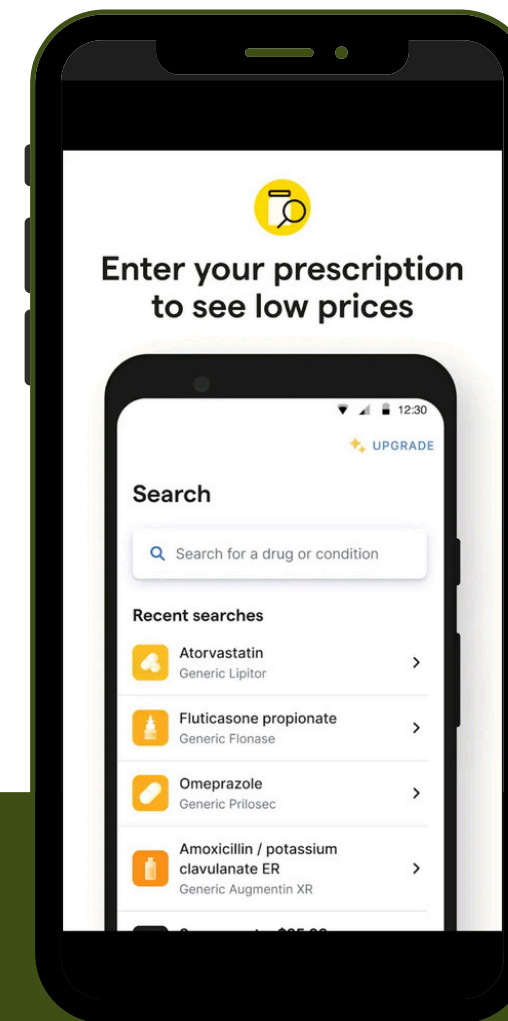 Enter your prescription
to see low prices
12:30
UPGRADE
Search
Search for a drug or condition
Recent searches
Atorvastatin
Generic Lipitor
Fluticasone propionate
Generic Flonase
Omeprazole
Generic Prilosec
Amoxicillin / potassium
clavulanate ER
Generic Augmentin XR